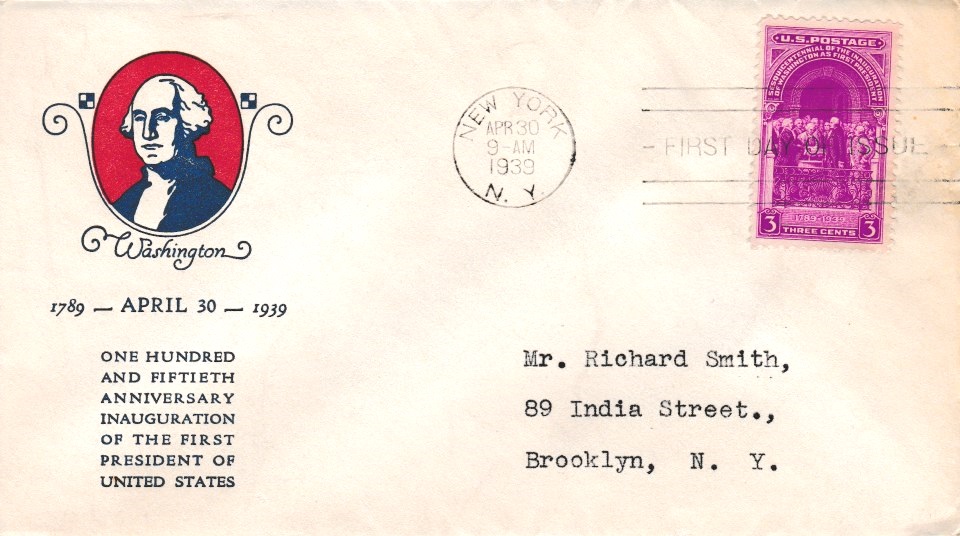 Washington
1789 — APRIL 30 — 1939
ONE HUNDRED
AND FIFTIETH
ANNIVERSARY
INAUGURATION
OF THE FIRST
PRESIDENT OF
UNITED STATES
NEW YORK
APR 30
9-AM
1939
N. Y.
- FIRST DAY OF ISSUE -
U.S. POSTAGE
SESQUICENTENNIAL OF THE INAUGURATION
OF WASHINGTON AS FIRST PRESIDENT
1789-1939
3 THREE CENTS 3
Mr. Richard Smith,
89 India Street.,
Brooklyn, N. Y.